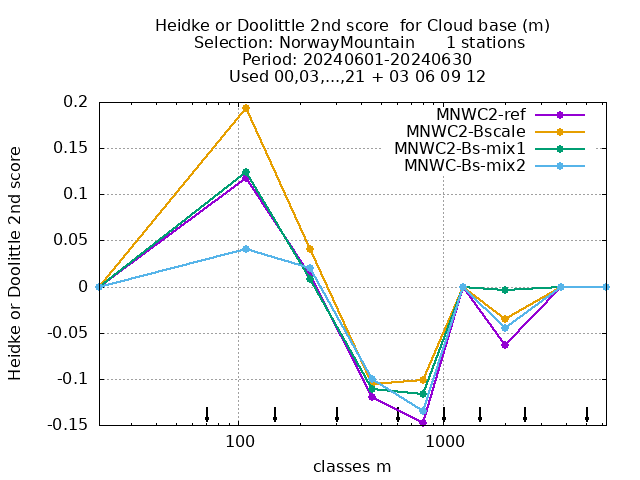 Heidke or Doolittle 2nd score  for Cloud base (m)
Selection: NorwayMountain      1 stations
Period: 20240601-20240630
Used 00,03,...,21 + 03 06 09 12
MNWC2-ref
MNWC2-Bscale
MNWC2-Bs-mix1
MNWC-Bs-mix2
0.2
0.15
0.1
0.05
0
-0.05
-0.1
-0.15
Heidke or Doolittle 2nd score
100
1000
classes m